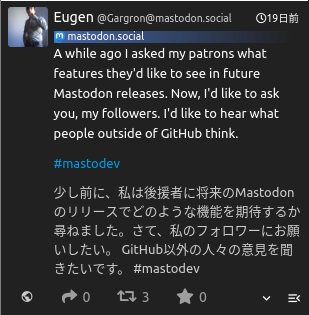 Eugen @Gargron@mastodon.social 19日前
mastodon.social
A while ago I asked my patrons what
features they'd like to see in future
Mastodon releases. Now, I'd like to ask
you, my followers. I'd like to hear what
people outside of GitHub think.
#mastodev
少し前に、私は後援者に将来のMastodon
のリリースでどのような機能を期待するか
尋ねました。さて、私のフォロワーにお願
いしたい。 GitHub以外の人々の意見を聞
きたいです。 #mastodev
0 3 0